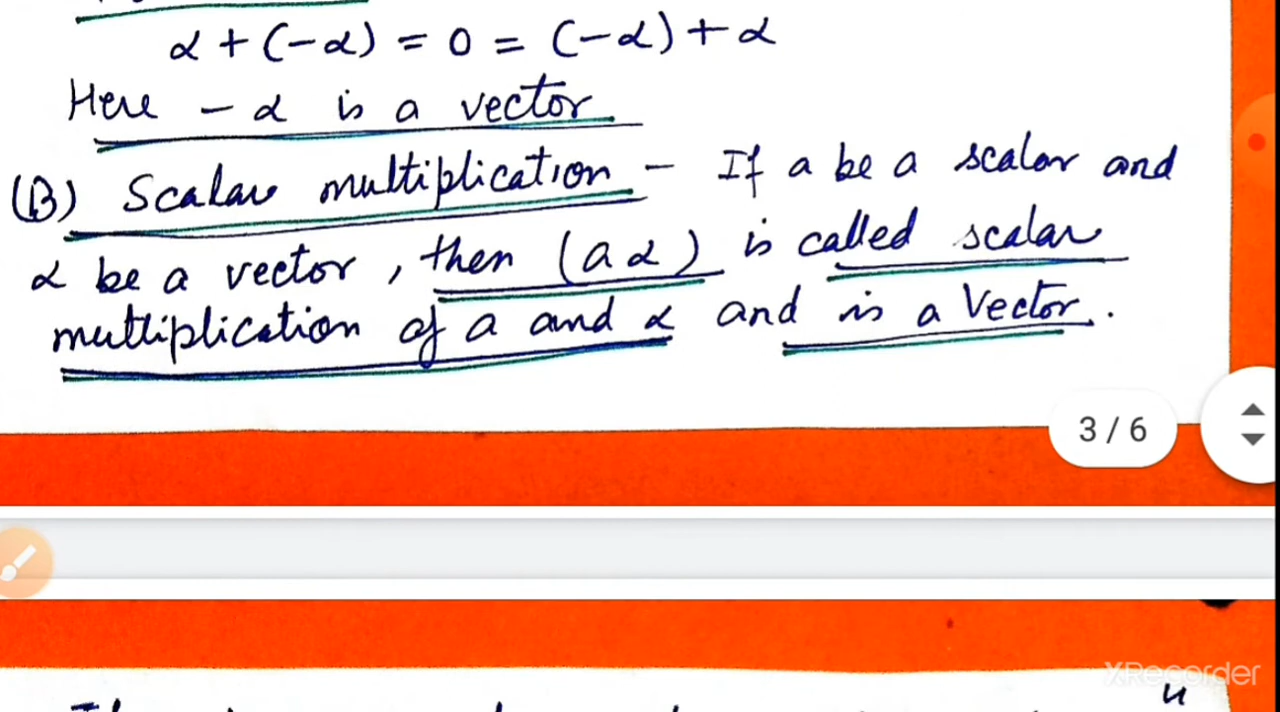 α + (-α) = 0 = (-α) + α
Here - α is a vector
(B) Scalar multiplication - If a be a scalar and
α be a vector, then (aα) is called scalar
multiplication of a and α and is a Vector.
3 / 6
XRecorder